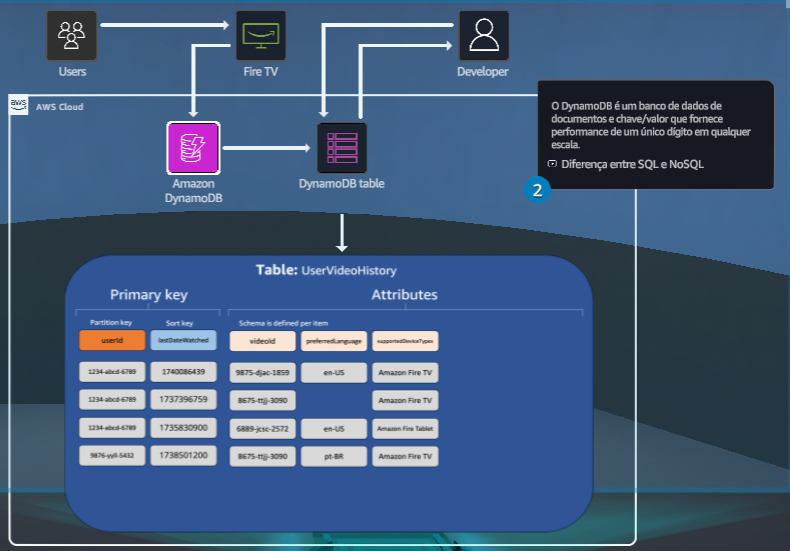 Users
Fire TV
Developer
aws
AWS Cloud
O DynamoDB é um banco de dados de
documentos e chave/valor que fornece
performance de um único dígito em qualquer
escala.
Diferença entre SQL e NoSQL
2
Amazon
DynamoDB
DynamoDB table
Table: UserVideoHistory
Primary key
Attributes
Partition key
Sort key
Schema is defined per item
userId
lastDateWatched
videoId
preferredLanguage
supportedDeviceTypes
1234-abcd-6789
1740086439
9875-djac-1859
en-US
Amazon Fire TV
1234-abcd-6789
1737396759
8675-ttjj-3090
Amazon Fire TV
1234-abcd-6789
1735830900
6889-jcsc-2572
en-US
Amazon Fire Tablet
9876-yyll-5432
1738501200
8675-ttjj-3090
pt-BR
Amazon Fire TV